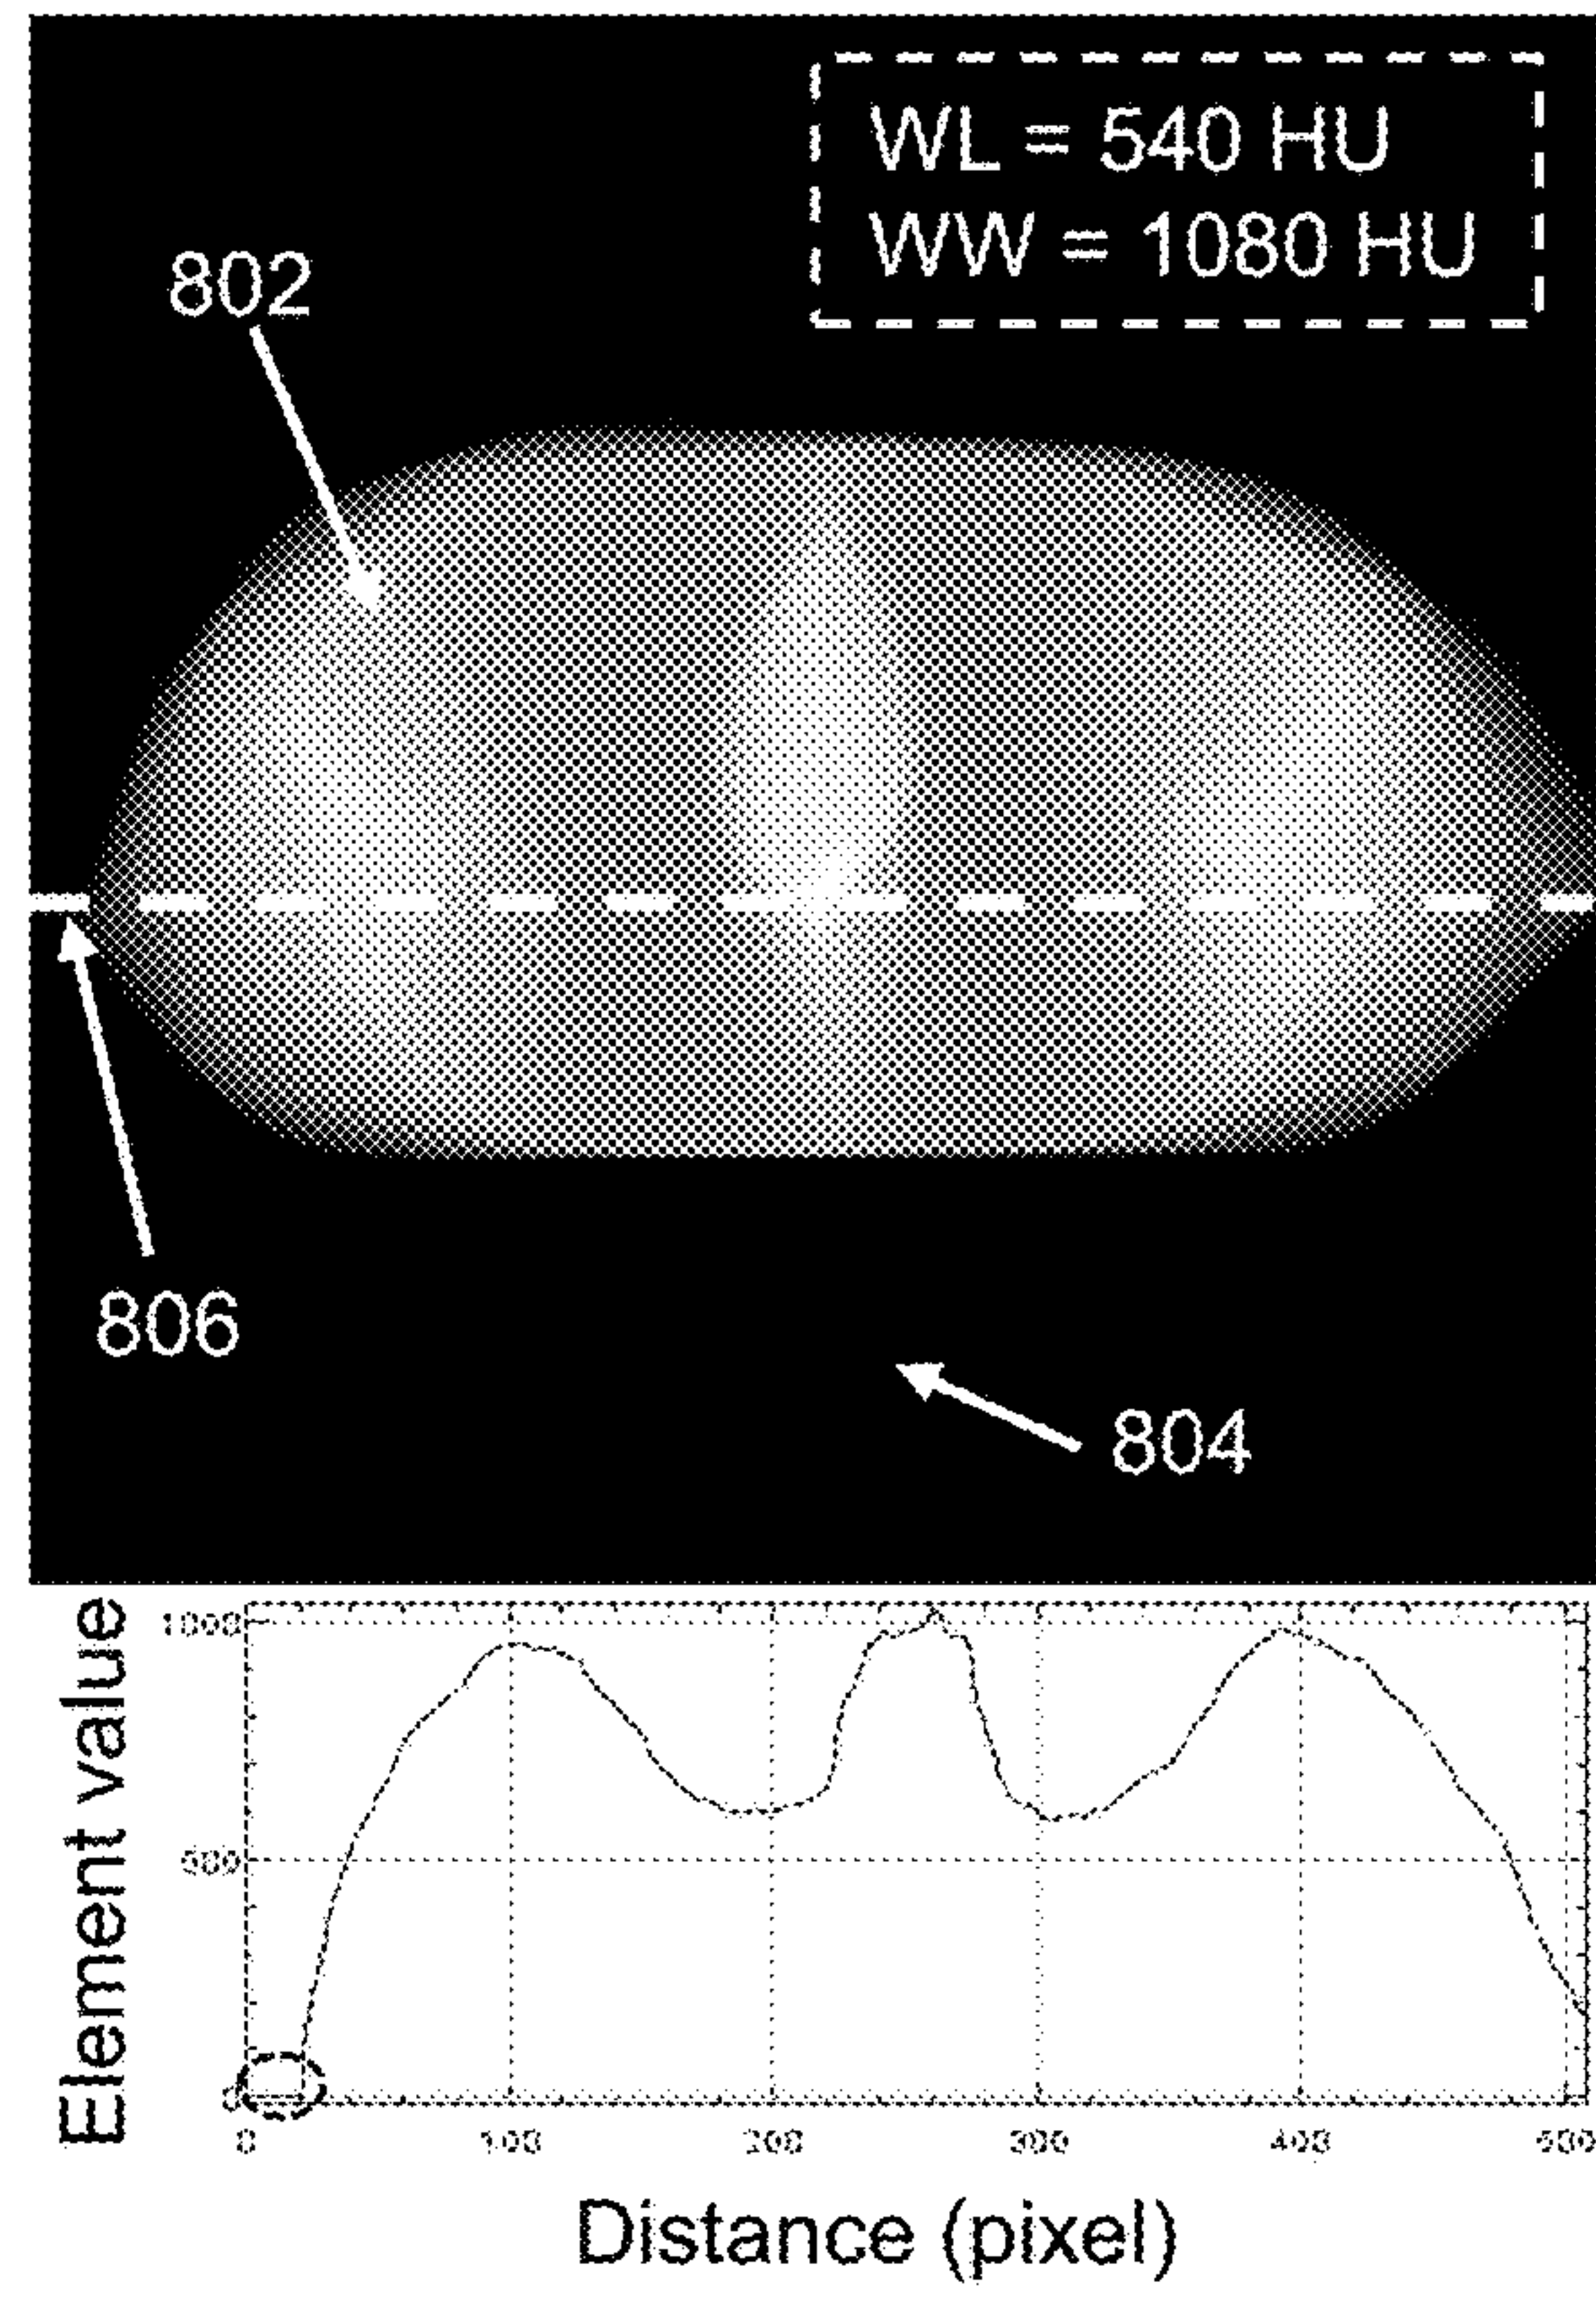 WL = 540 HU
WW = 1080 HU
802
806
804
Element value
1000
500
0
0 100 200 300 400 500
Distance (pixel)